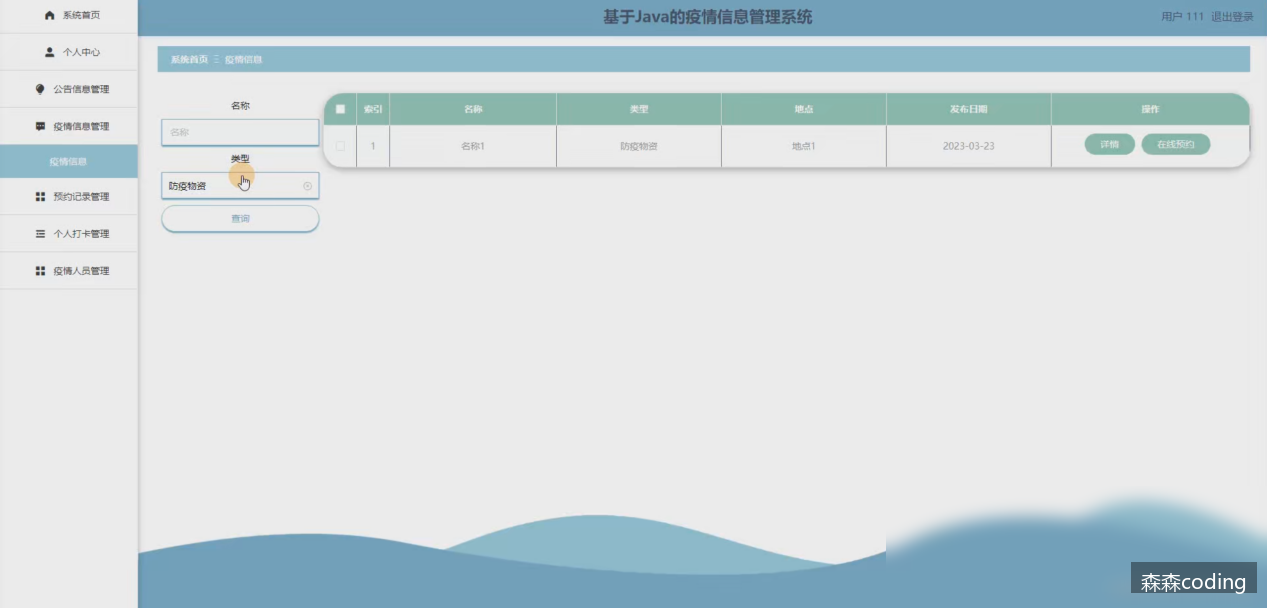 系统首页
个人中心
公告信息管理
疫情信息管理
疫情信息
预约记录管理
个人打卡管理
疫情人员管理
基于Java的疫情信息管理系统
用户 111 退出登录
系统首页 三 疫情信息
名称
名称
类型
防疫物资
查询
索引 名称 类型 地点 发布日期 操作
1 名称1 防疫物资 地点1 2023-03-23 详情 在线预约
森森coding